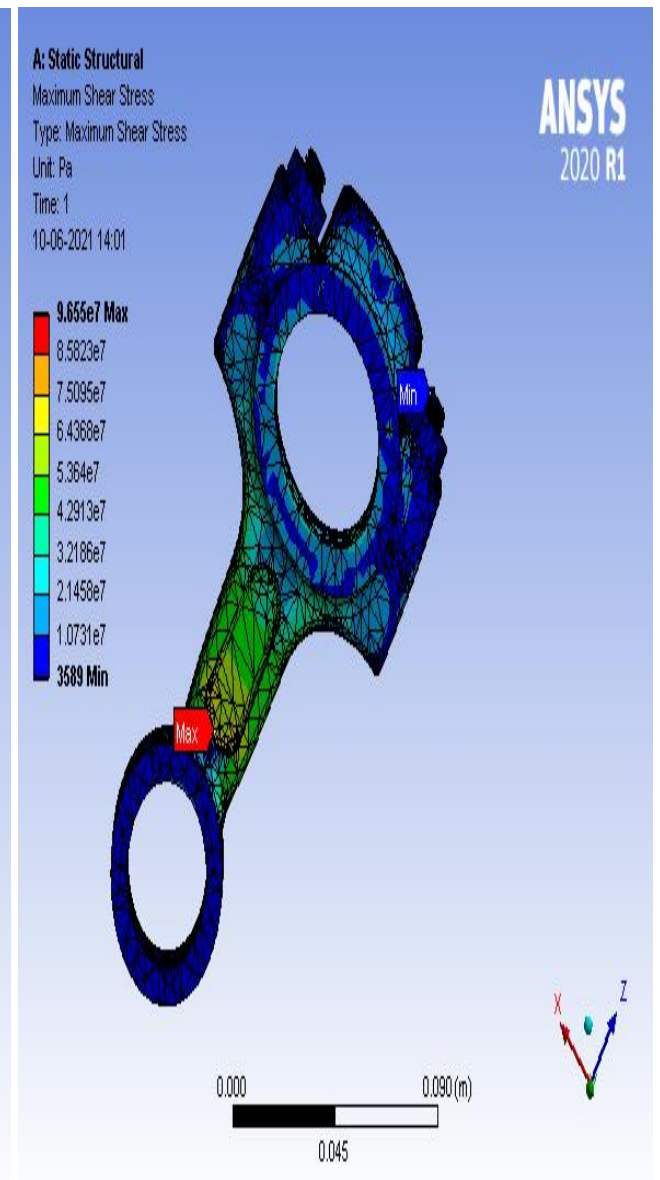 A: Static Structural
Maximum Shear Stress
Type: Maximum Shear Stress
Unit: Pa
Time: 1
10-06-2021 14:01
ANSYS
2020 R1
9.655e7 Max
8.5823e7
7.5095e7
6.4368e7
5.364e7
4.2913e7
3.2186e7
2.1458e7
1.0731e7
3589 Min
Min
Max
X
Z
0.000
0.090 (m)
0.045